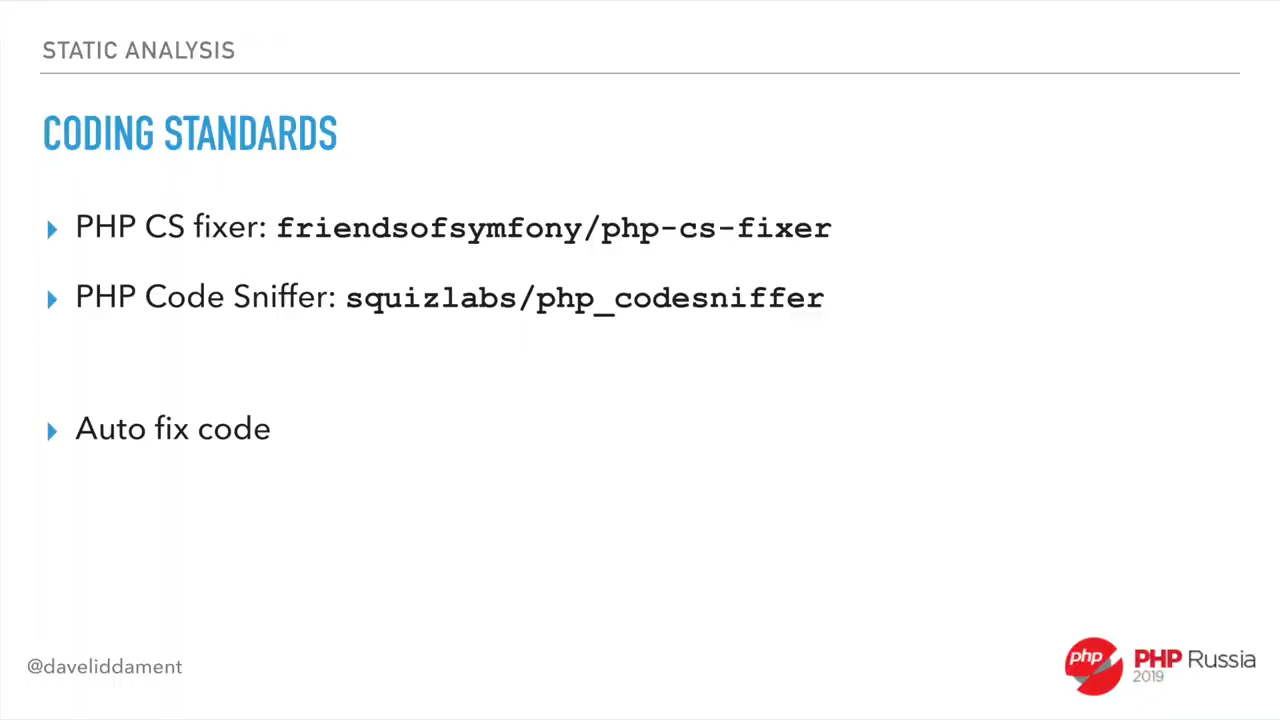 STATIC ANALYSIS
CODING STANDARDS
PHP CS fixer: friendsofsymfony/php-cs-fixer
PHP Code Sniffer: squizlabs/php_codesniffer
Auto fix code
@daveliddament
php PHP Russia
2019